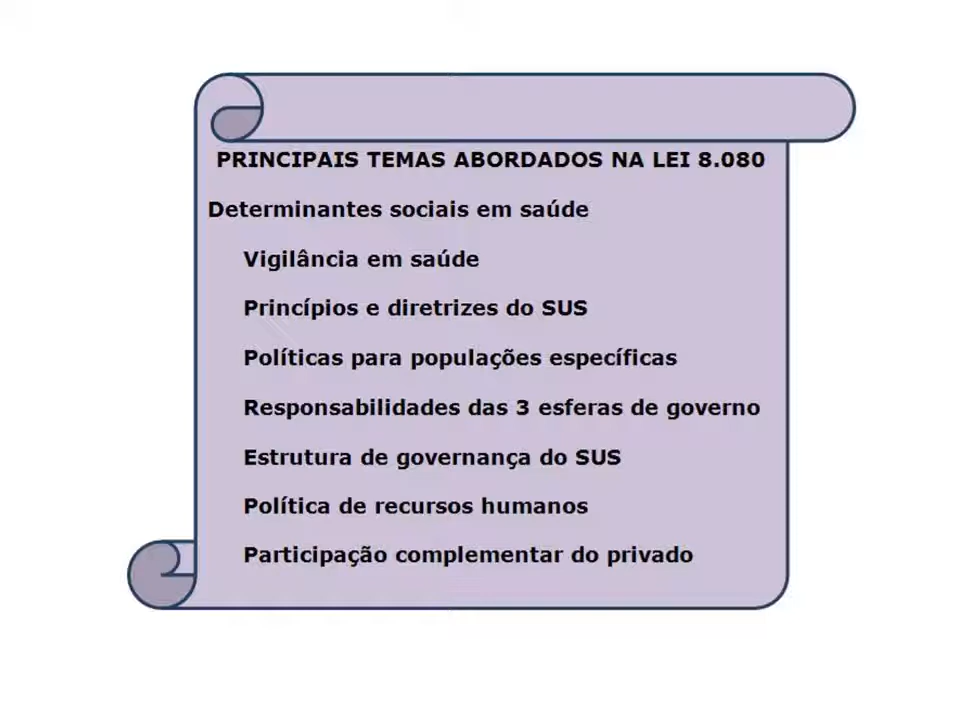 PRINCIPAIS TEMAS ABORDADOS NA LEI 8.080
Determinantes sociais em saúde
Vigilância em saúde
Princípios e diretrizes do SUS
Políticas para populações específicas
Responsabilidades das 3 esferas de governo
Estrutura de governança do SUS
Política de recursos humanos
Participação complementar do privado